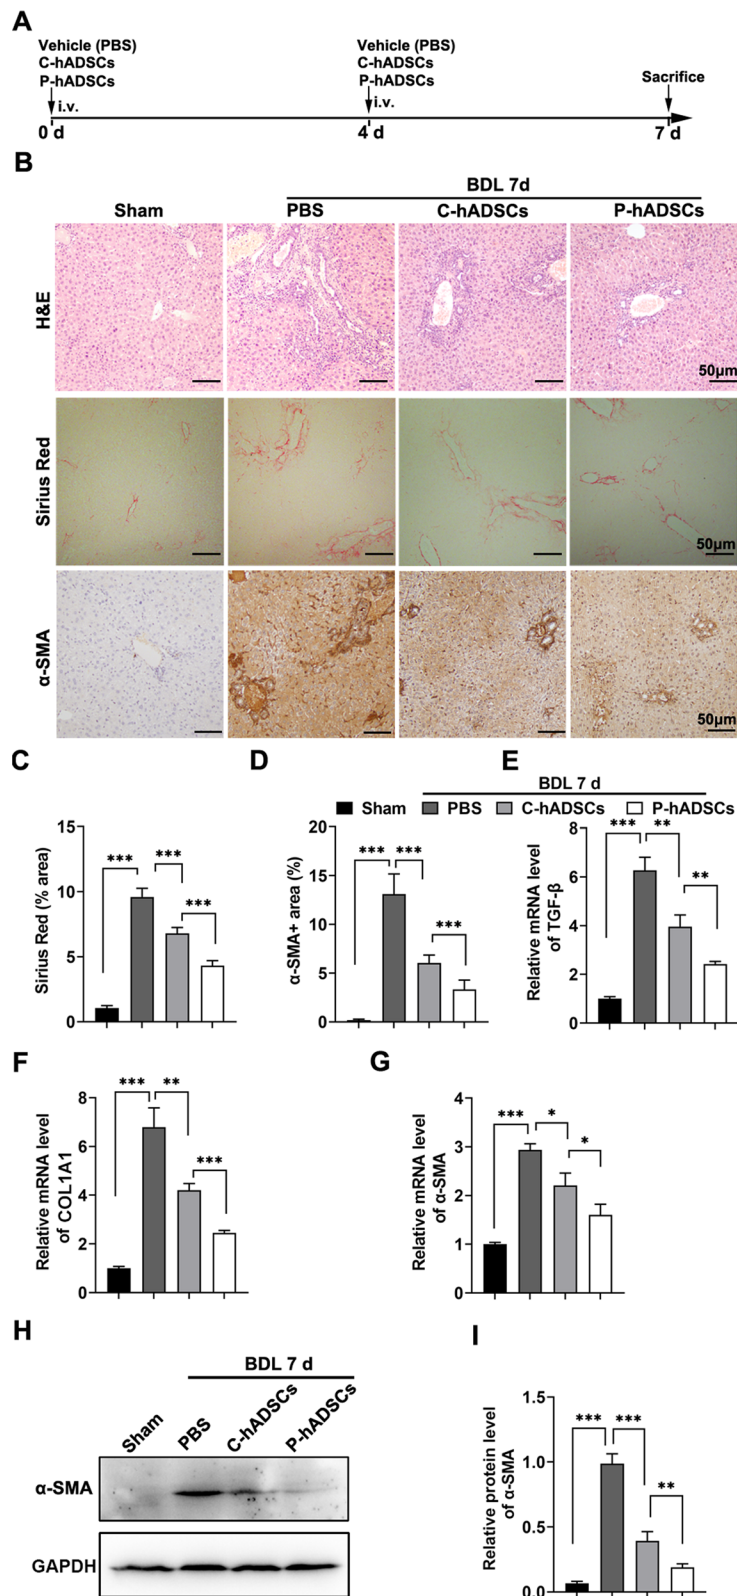 A
Vehicle (PBS)
C-hADSCs
P-hADSCs
i.v.
Vehicle (PBS)
C-hADSCs
P-hADSCs
i.v.
Sacrifice
0 d
4 d
7 d
B
BDL 7d
Sham
PBS
C-hADSCs
P-hADSCs
H&E
50μm
Sirius Red
50μm
α-SMA
50μm
C
D
E
BDL 7 d
Sham
PBS
C-hADSCs
P-hADSCs
Sirius Red (% area)
15
10
5
0
***
***
***
α-SMA+ area (%)
20
15
10
5
0
***
***
***
Relative mRNA level
of TGF-β
8
6
4
2
0
***
**
**
F
Relative mRNA level
of COL1A1
8
6
4
2
0
***
**
***
G
Relative mRNA level
of α-SMA
4
3
2
1
0
***
*
*
H
BDL 7 d
Sham
PBS
C-hADSCs
P-hADSCs
α-SMA
GAPDH
I
Relative protein level
of α-SMA
1.5
1.0
0.5
0.0
***
***
**